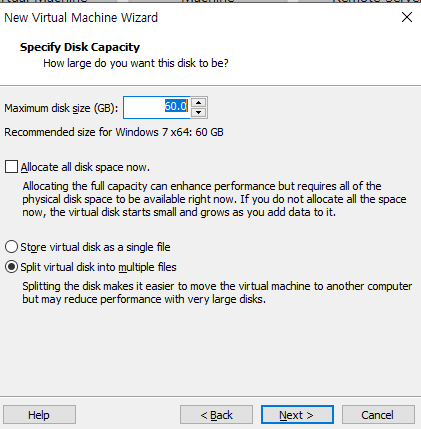 Machine
New Virtual Machine Wizard
Specify Disk Capacity
How large do you want this disk to be?
Maximum disk size (GB): 60.0
Recommended size for Windows 7 x64: 60 GB
Allocate all disk space now.
Allocating the full capacity can enhance performance but requires all of the
physical disk space to be available right now. If you do not allocate all the space
now, the virtual disk starts small and grows as you add data to it.
Store virtual disk as a single file
Split virtual disk into multiple files
Splitting the disk makes it easier to move the virtual machine to another computer
but may reduce performance with very large disks.
Help < Back Next > Cancel